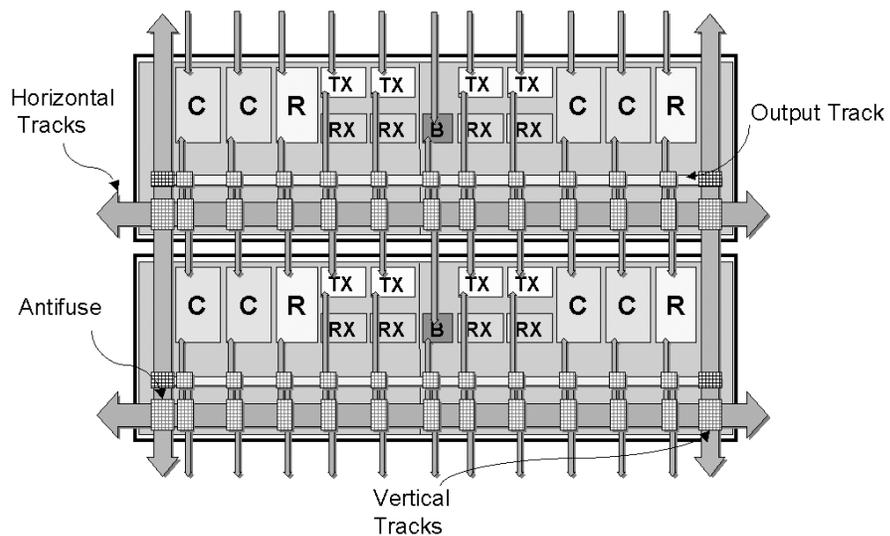 C C R TX TX TX TX C C R
RX RX B RX RX
Horizontal
Tracks
Output Track
C C R TX TX TX TX C C R
RX RX B RX RX
Antifuse
Vertical
Tracks